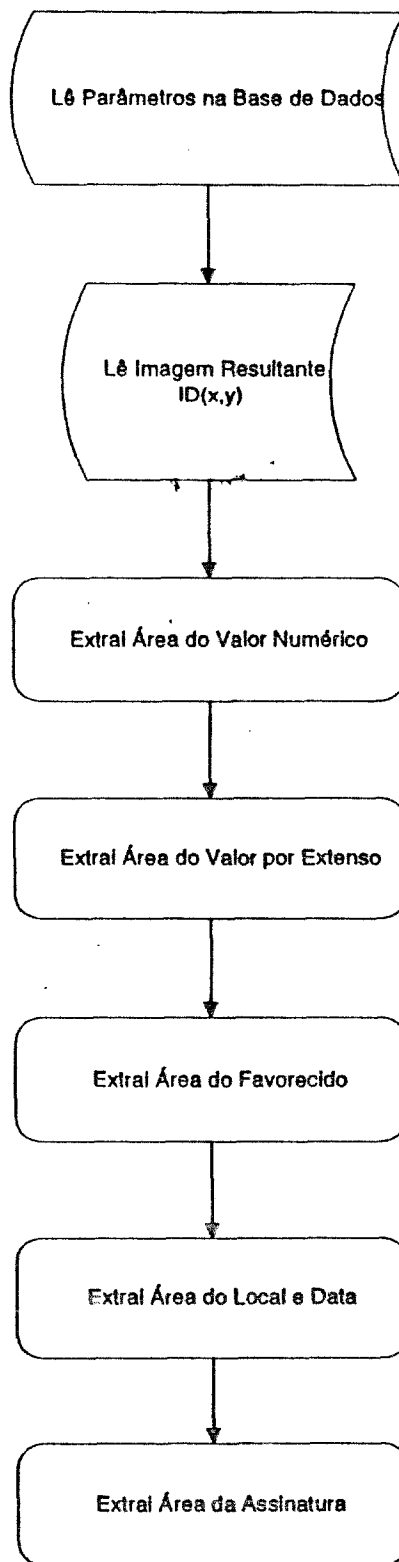 Lê Parâmetros na Base de Dados
Lê Imagem Resultante
ID(x,y)
Extrai Área do Valor Numérico
Extrai Área do Valor por Extenso
Extrai Área do Favorecido
Extrai Área do Local e Data
Extrai Área da Assinatura